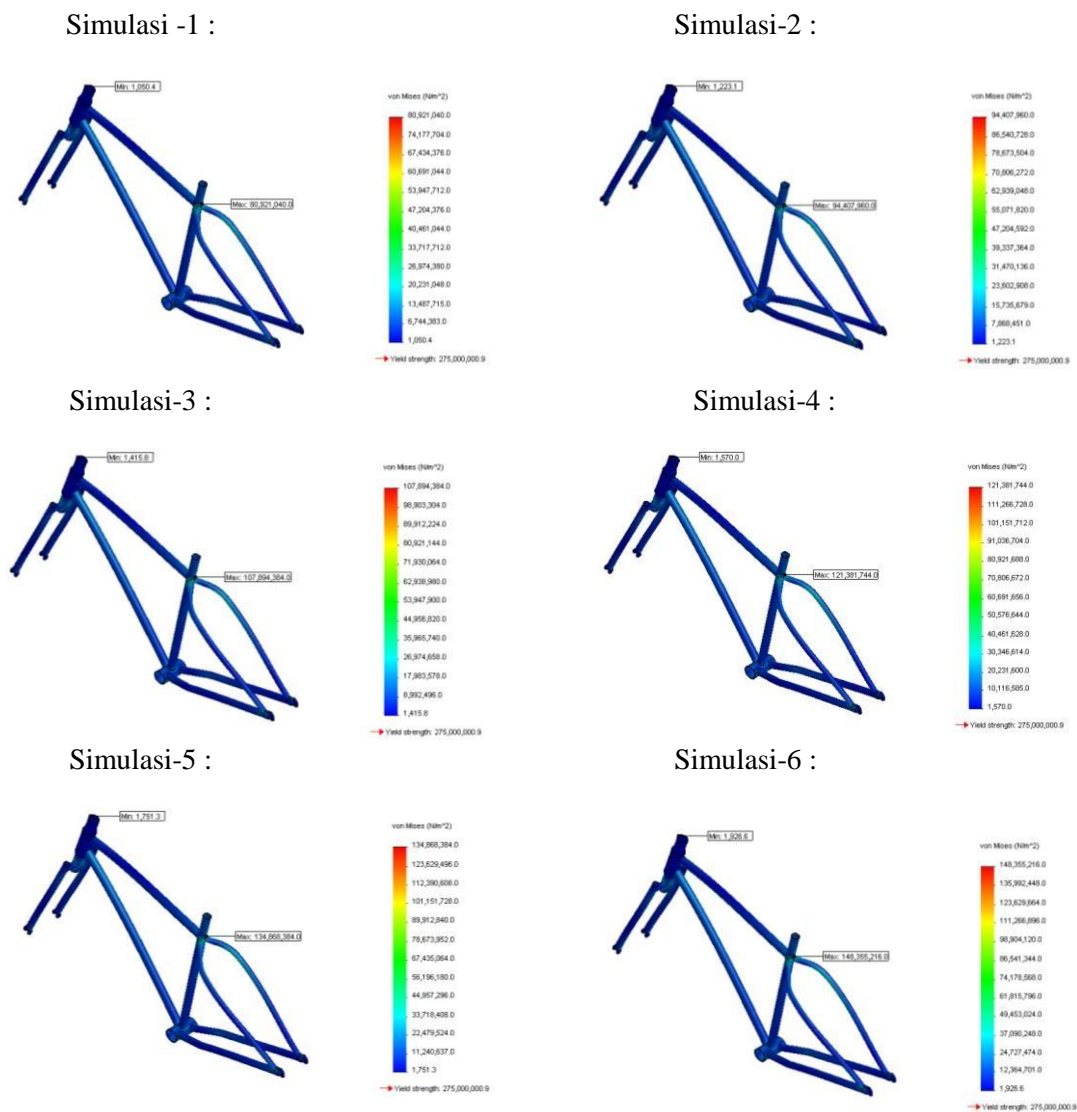 Simulasi -1 :
Min: 1,050.4
Max: 80,921,040.0
von Mises (N/m^2)
80,921,040.0
74,177,704.0
67,434,376.0
60,691,044.0
53,947,712.0
47,204,376.0
40,461,044.0
33,717,712.0
26,974,380.0
20,231,048.0
13,487,715.0
6,744,383.0
1,050.4
Yield strength: 275,000,000.9
Simulasi-2 :
Min: 1,223.1
Max: 94,407,960.0
von Mises (N/m^2)
94,407,960.0
86,540,728.0
78,673,504.0
70,806,272.0
62,939,048.0
55,071,820.0
47,204,592.0
39,337,364.0
31,470,136.0
23,602,908.0
15,735,679.0
7,868,451.0
1,223.1
Yield strength: 275,000,000.9
Simulasi-3 :
Min: 1,415.8
Max: 107,894,384.0
von Mises (N/m^2)
107,894,384.0
98,903,304.0
89,912,224.0
80,921,144.0
71,930,064.0
62,938,980.0
53,947,900.0
44,956,820.0
35,965,740.0
26,974,658.0
17,983,578.0
8,992,496.0
1,415.8
Yield strength: 275,000,000.9
Simulasi-4 :
Min: 1,570.0
Max: 121,381,744.0
von Mises (N/m^2)
121,381,744.0
111,266,728.0
101,151,712.0
91,036,704.0
80,921,688.0
70,806,672.0
60,691,656.0
50,576,644.0
40,461,628.0
30,346,614.0
20,231,600.0
10,116,585.0
1,570.0
Yield strength: 275,000,000.9
Simulasi-5 :
Min: 1,751.3
Max: 134,868,384.0
von Mises (N/m^2)
134,868,384.0
123,629,496.0
112,390,608.0
101,151,728.0
89,912,840.0
78,673,952.0
67,435,064.0
56,196,180.0
44,957,296.0
33,718,408.0
22,479,524.0
11,240,637.0
1,751.3
Yield strength: 275,000,000.9
Simulasi-6 :
Min: 1,926.6
Max: 148,355,216.0
von Mises (N/m^2)
148,355,216.0
135,992,448.0
123,629,664.0
111,266,896.0
98,904,120.0
86,541,344.0
74,178,568.0
61,815,796.0
49,453,024.0
37,090,248.0
24,727,474.0
12,364,701.0
1,926.6
Yield strength: 275,000,000.9